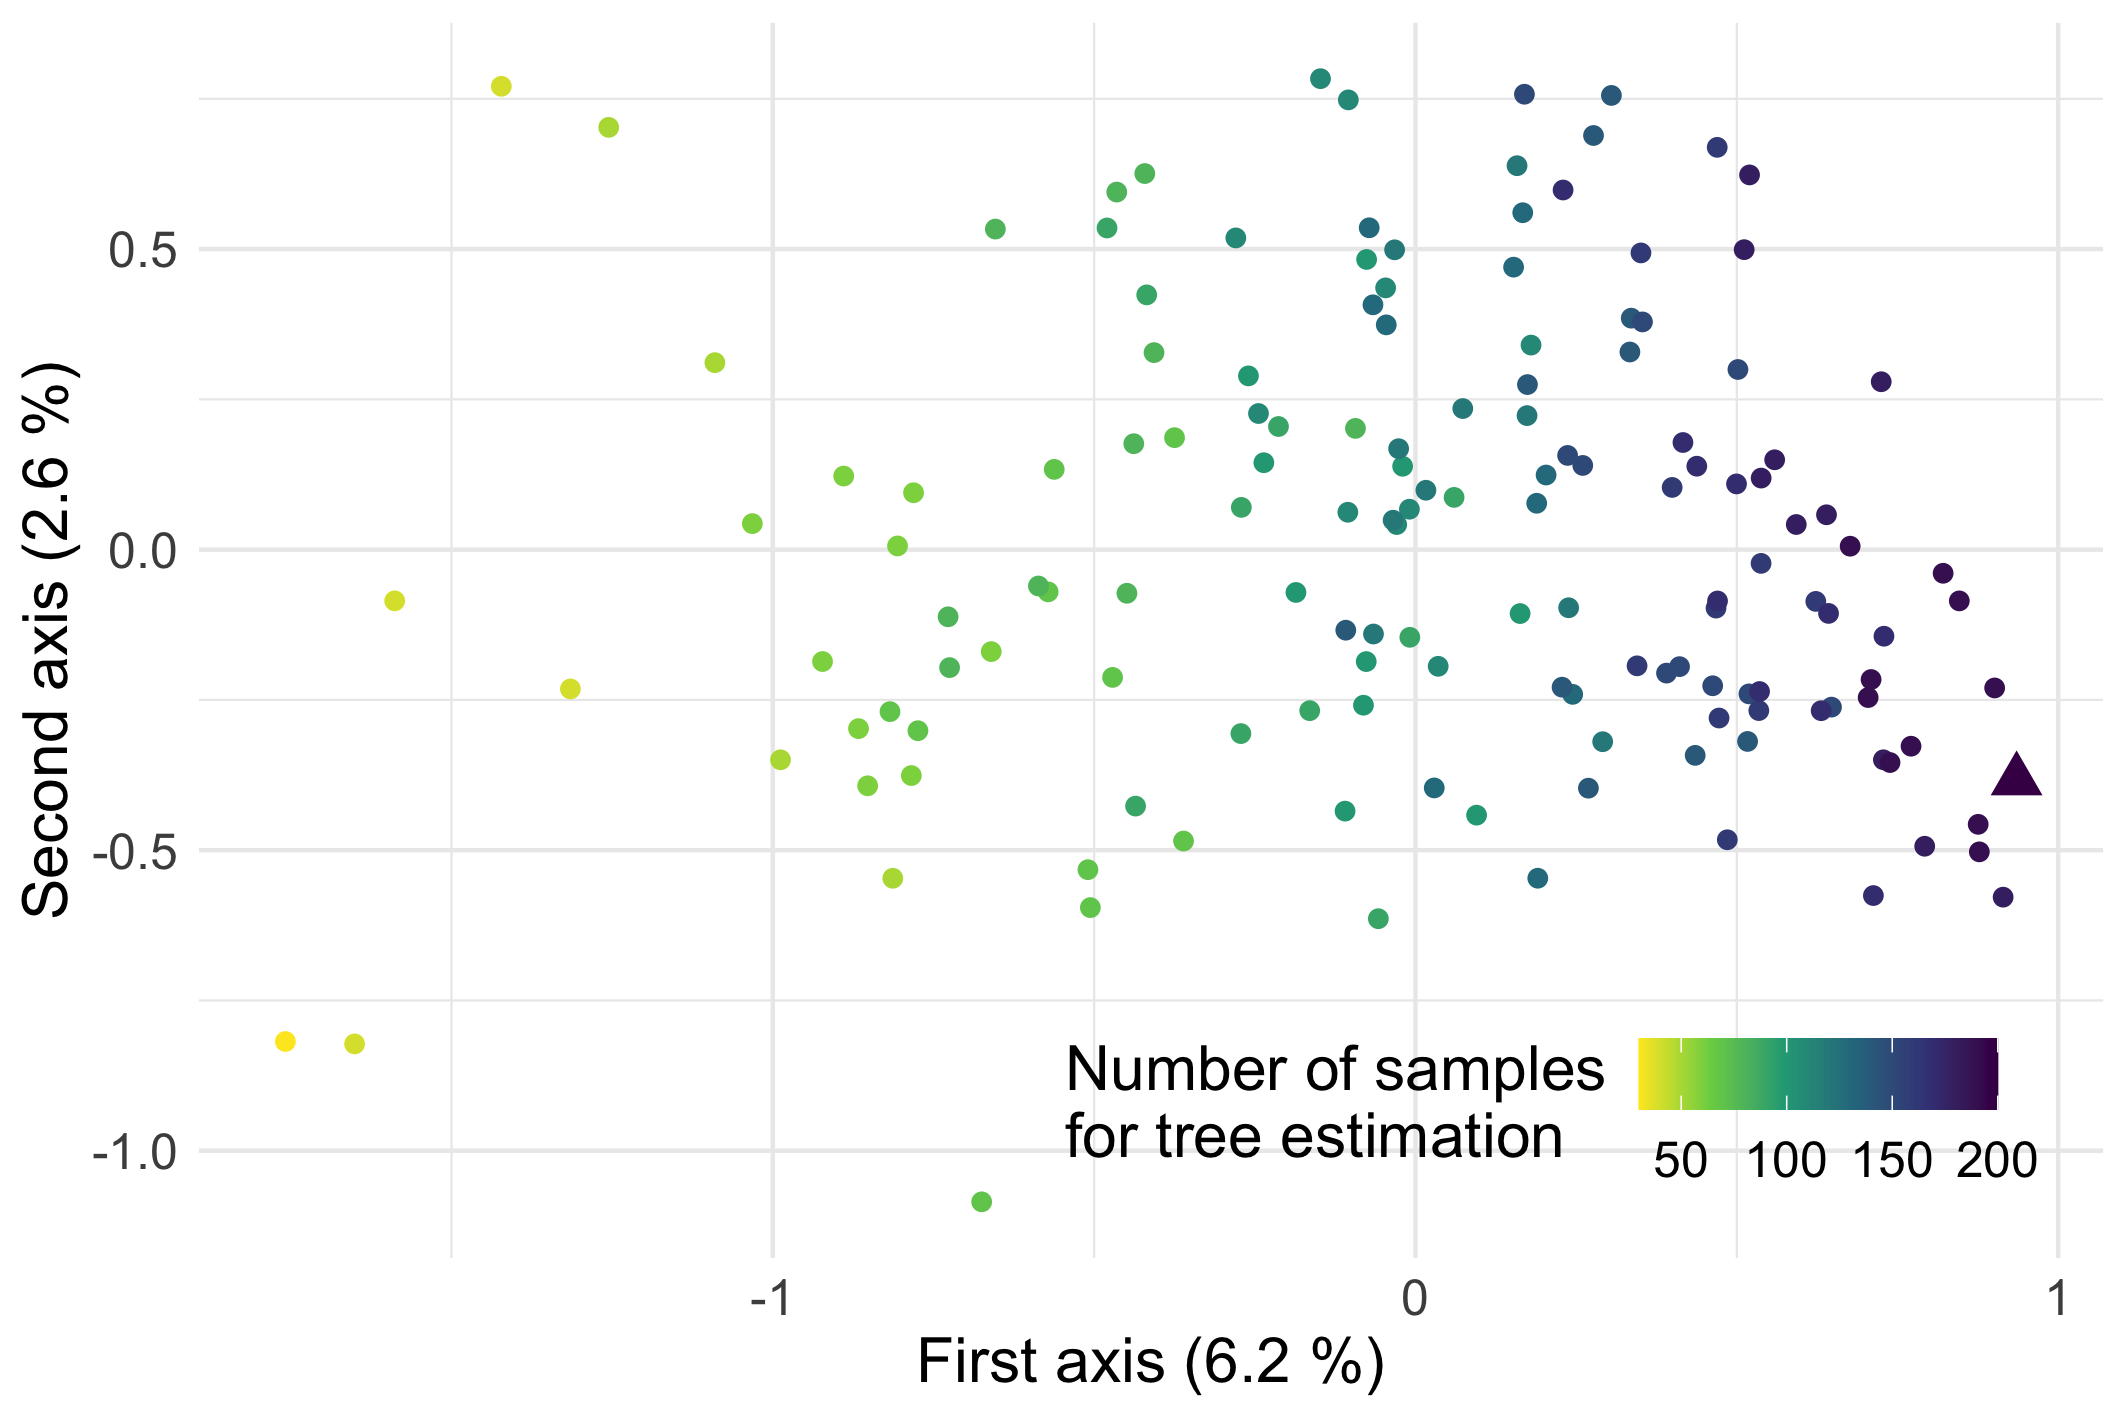 0.5
0.0
-0.5
-1.0
Second axis (2.6 %)
Number of samples
for tree estimation
50 100 150 200
-1 0 1
First axis (6.2 %)